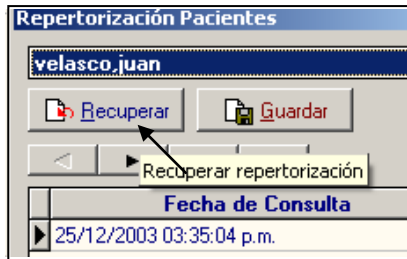 Repertorización Pacientes
velasco,juan
Recuperar Guardar
Recuperar repertorización
Fecha de Consulta
25/12/2003 03:35:04 p.m.